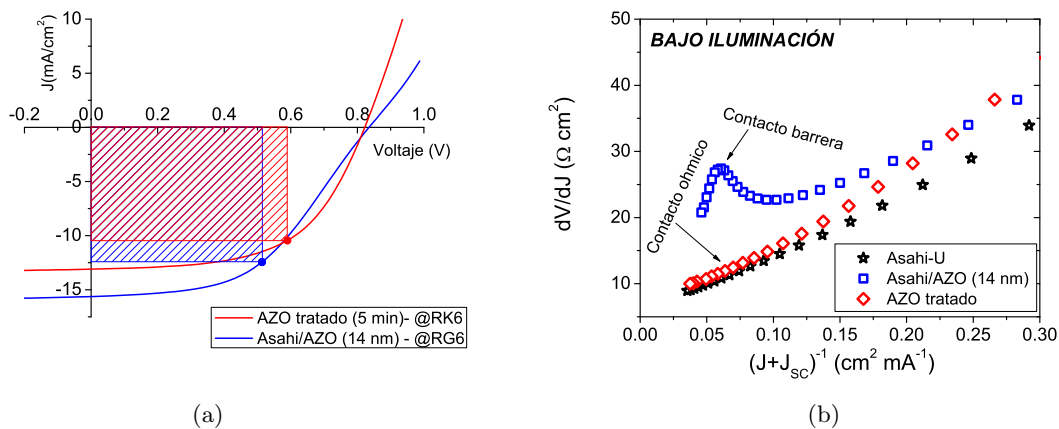 10
5
0
-5
-10
-15
J(mA/cm²)
-0.2
0.0
0.2
0.4
0.6
0.8
1.0
Voltaje (V)
AZO tratado (5 min)- @RK6
Asahi/AZO (14 nm) - @RG6
(a)
BAJO ILUMINACIÓN
50
40
30
20
10
dV/dJ (Ω cm²)
Contacto barrera
Contacto ohmico
Asahi-U
Asahi/AZO (14 nm)
AZO tratado
0.00
0.05
0.10
0.15
0.20
0.25
0.30
(J+J_SC)⁻¹ (cm² mA⁻¹)
(b)